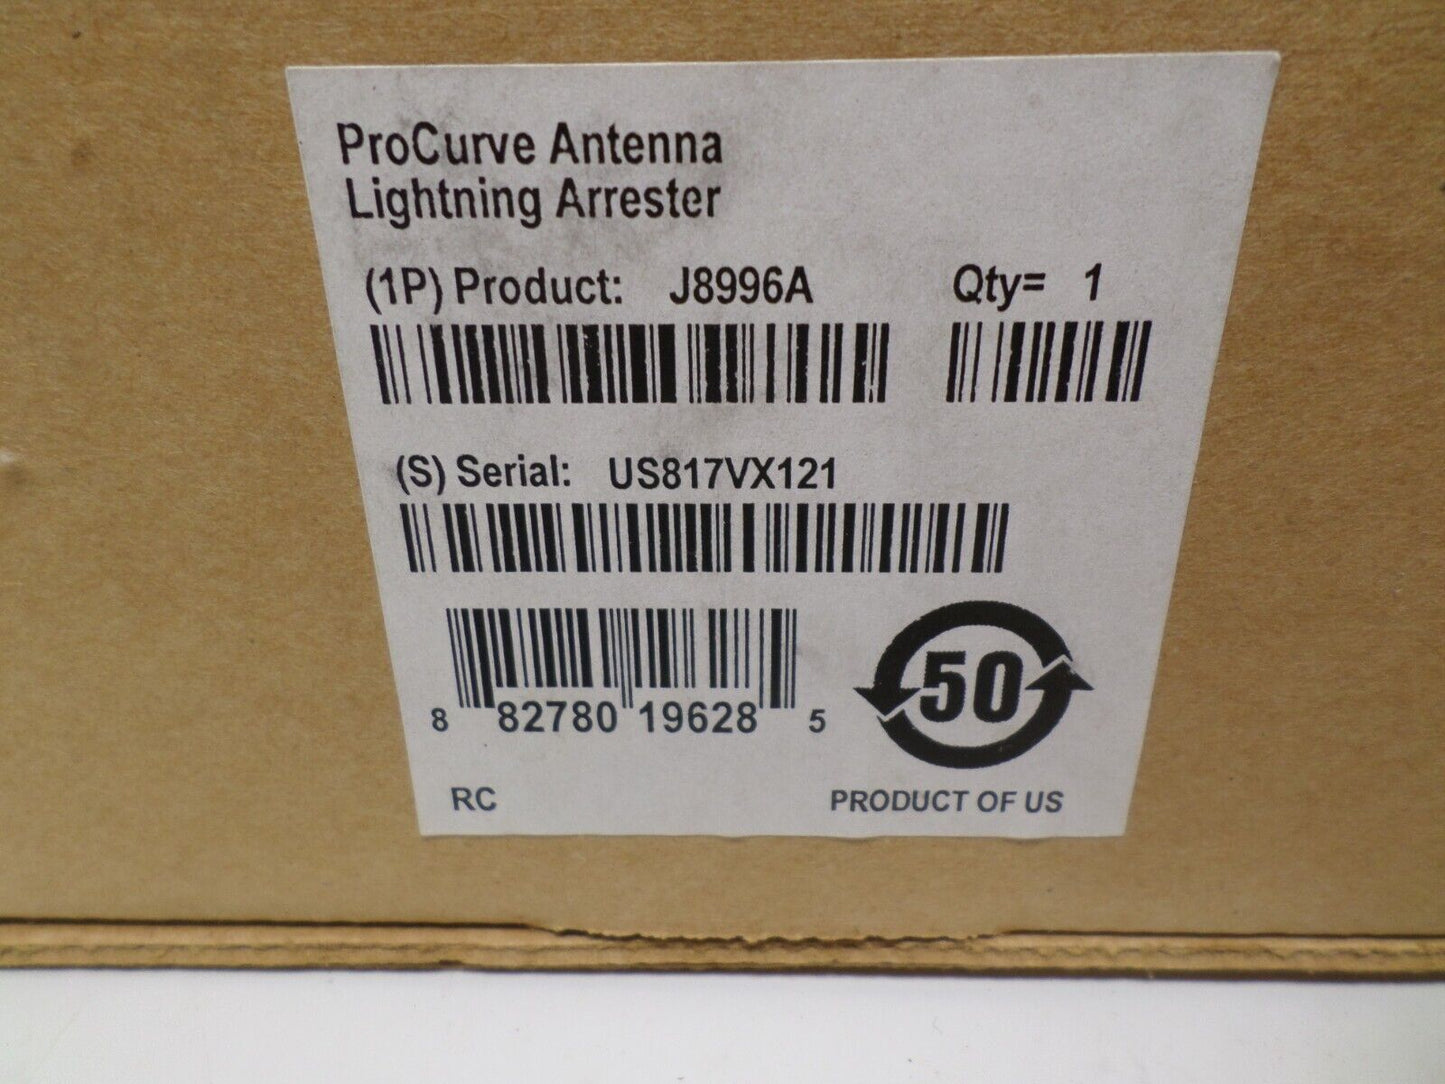 ProCurve Antenna
Lightning Arrester
(1P) Product: J8996A Qty= 1
(S) Serial: US817VX121
8 82780 19628 5
50
RC PRODUCT OF US